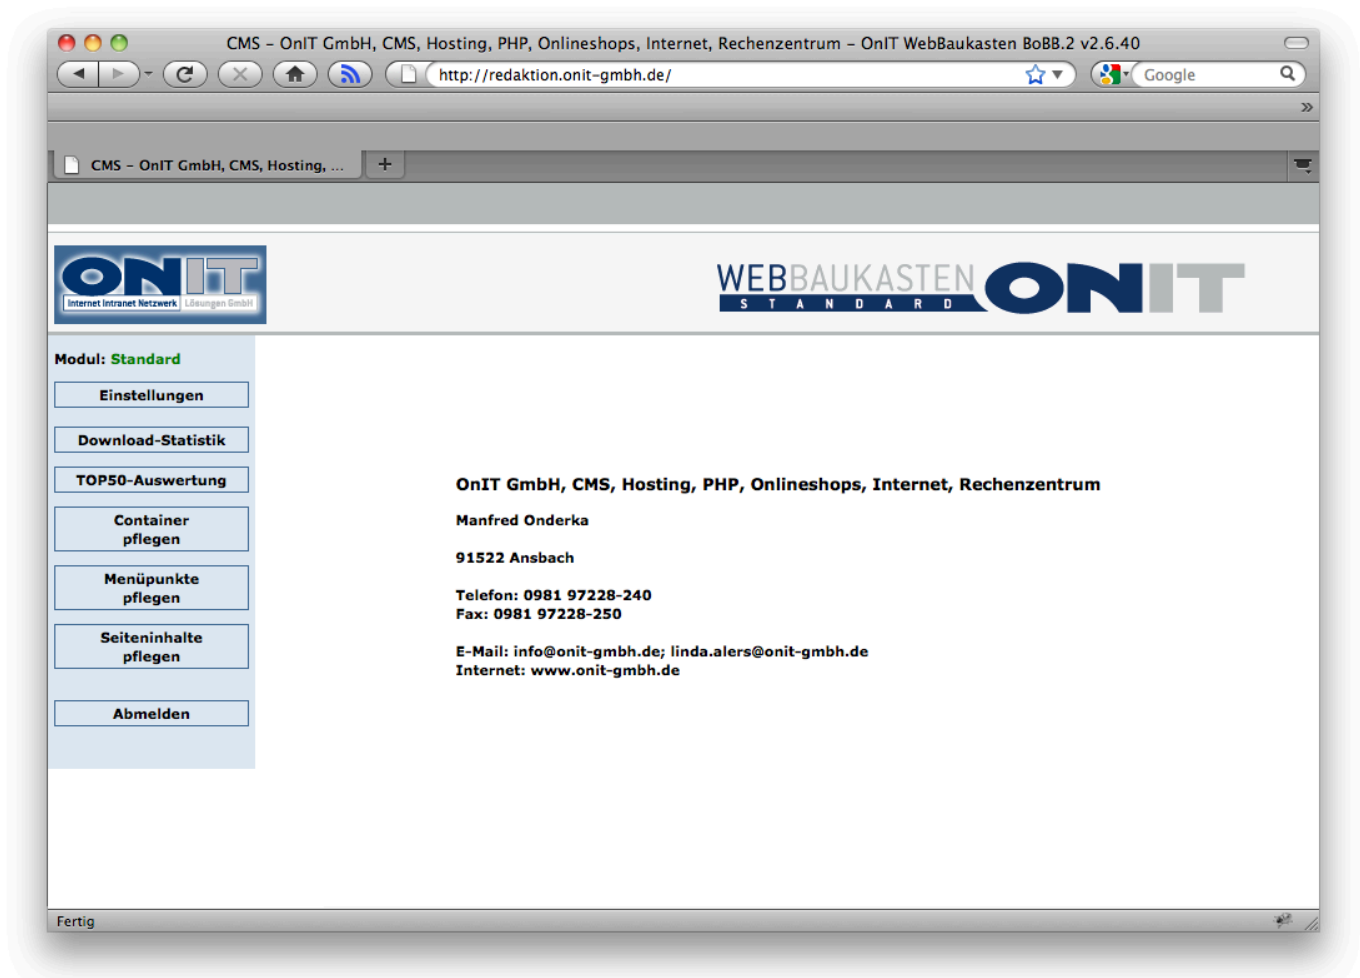 CMS – OnIT GmbH, CMS, Hosting, PHP, Onlineshops, Internet, Rechenzentrum – OnIT WebBaukasten BoBB.2 v2.6.40
http://redaktion.onit-gmbh.de/
Google
»
CMS – OnIT GmbH, CMS, Hosting, ...
+
ONIT
Internet Intranet Netzwerk Lösungen GmbH
WEBBAUKASTEN ONIT
STANDARD
Modul: Standard
Einstellungen
Download-Statistik
TOP50-Auswertung
Container
pflegen
Menüpunkte
pflegen
Seiteninhalte
pflegen
Abmelden
OnIT GmbH, CMS, Hosting, PHP, Onlineshops, Internet, Rechenzentrum
Manfred Onderka
91522 Ansbach
Telefon: 0981 97228-240
Fax: 0981 97228-250
E-Mail: info@onit-gmbh.de; linda.alers@onit-gmbh.de
Internet: www.onit-gmbh.de
Fertig